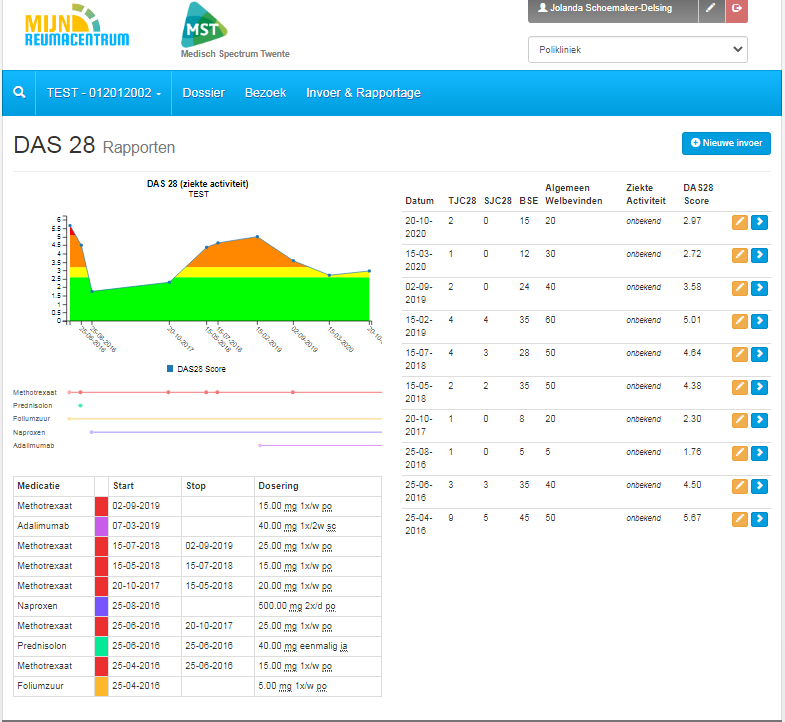 MIJN
REUMACENTRUM
MST
Medisch Spectrum Twente
Jolanda Schoemaker-Delsing
Polikliniek
TEST - 012012002
Dossier
Bezoek
Invoer & Rapportage
DAS 28 Rapporten
Nieuwe invoer
DAS 28 (ziekte activiteit)
TEST
6
5.5
5
4.5
4
3.5
3
2.5
2
1.5
1
0.5
0
25-06-2016
25-08-2016
20-10-2017
15-05-2018
15-07-2018
15-02-2019
02-09-2019
15-03-2020
20-10-
DAS28 Score
Methotrexaat
Prednisolon
Foliumzuur
Naproxen
Adalimumab
Medicatie Start Stop Dosering
Methotrexaat 02-09-2019 15.00 mg 1x/w po
Adalimumab 07-03-2019 40.00 mg 1x/2w sc
Methotrexaat 15-07-2018 02-09-2019 25.00 mg 1x/w po
Methotrexaat 15-05-2018 15-07-2018 15.00 mg 1x/w po
Methotrexaat 20-10-2017 15-05-2018 20.00 mg 1x/w po
Naproxen 25-08-2016 500.00 mg 2x/d po
Methotrexaat 25-06-2016 20-10-2017 25.00 mg 1x/w po
Prednisolon 25-06-2016 25-06-2016 40.00 mg eenmalig ia
Methotrexaat 25-04-2016 25-06-2016 15.00 mg 1x/w po
Foliumzuur 25-04-2016 5.00 mg 1x/w po
Algemeen Ziekte DAS28
Datum TJC28 SJC28 BSE Welbevinden Activiteit Score
20-10- 2 0 15 20 onbekend 2.97
2020
15-03- 1 0 12 30 onbekend 2.72
2020
02-09- 2 0 24 40 onbekend 3.58
2019
15-02- 4 4 35 60 onbekend 5.01
2019
15-07- 4 3 28 50 onbekend 4.64
2018
15-05- 2 2 35 50 onbekend 4.38
2018
20-10- 1 0 8 20 onbekend 2.30
2017
25-08- 1 0 5 5 onbekend 1.76
2016
25-06- 3 3 35 40 onbekend 4.50
2016
25-04- 9 5 45 50 onbekend 5.67
2016